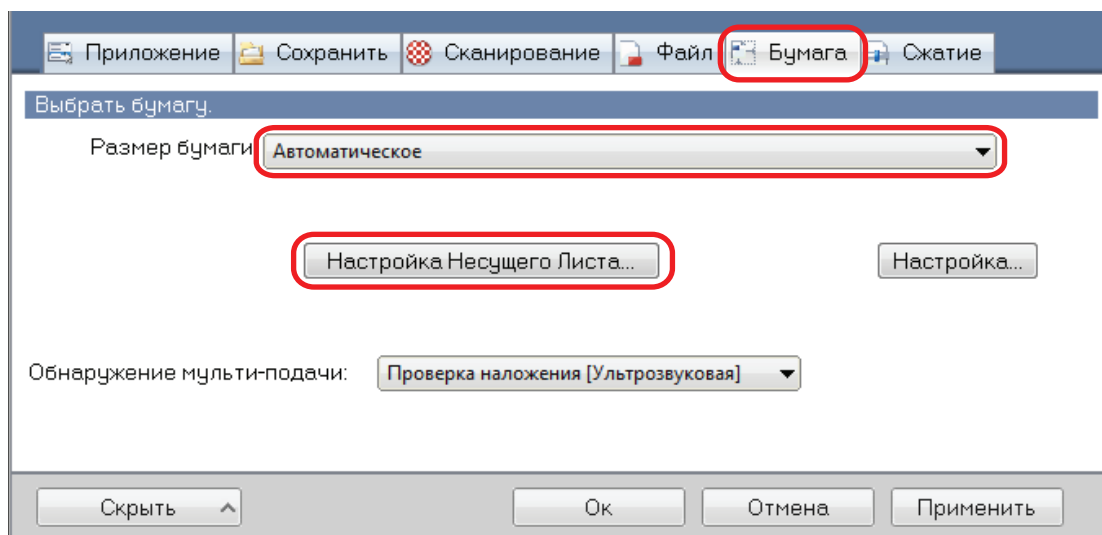 Приложение Сохранить Сканирование Файл Бумага Сжатие
Выбрать бумагу.
Размер бумаги Автоматическое
Настройка Несущего Листа... Настройка...
Обнаружение мульти-подачи: Проверка наложения [Ультрозвуковая]
Скрыть Ок Отмена Применить